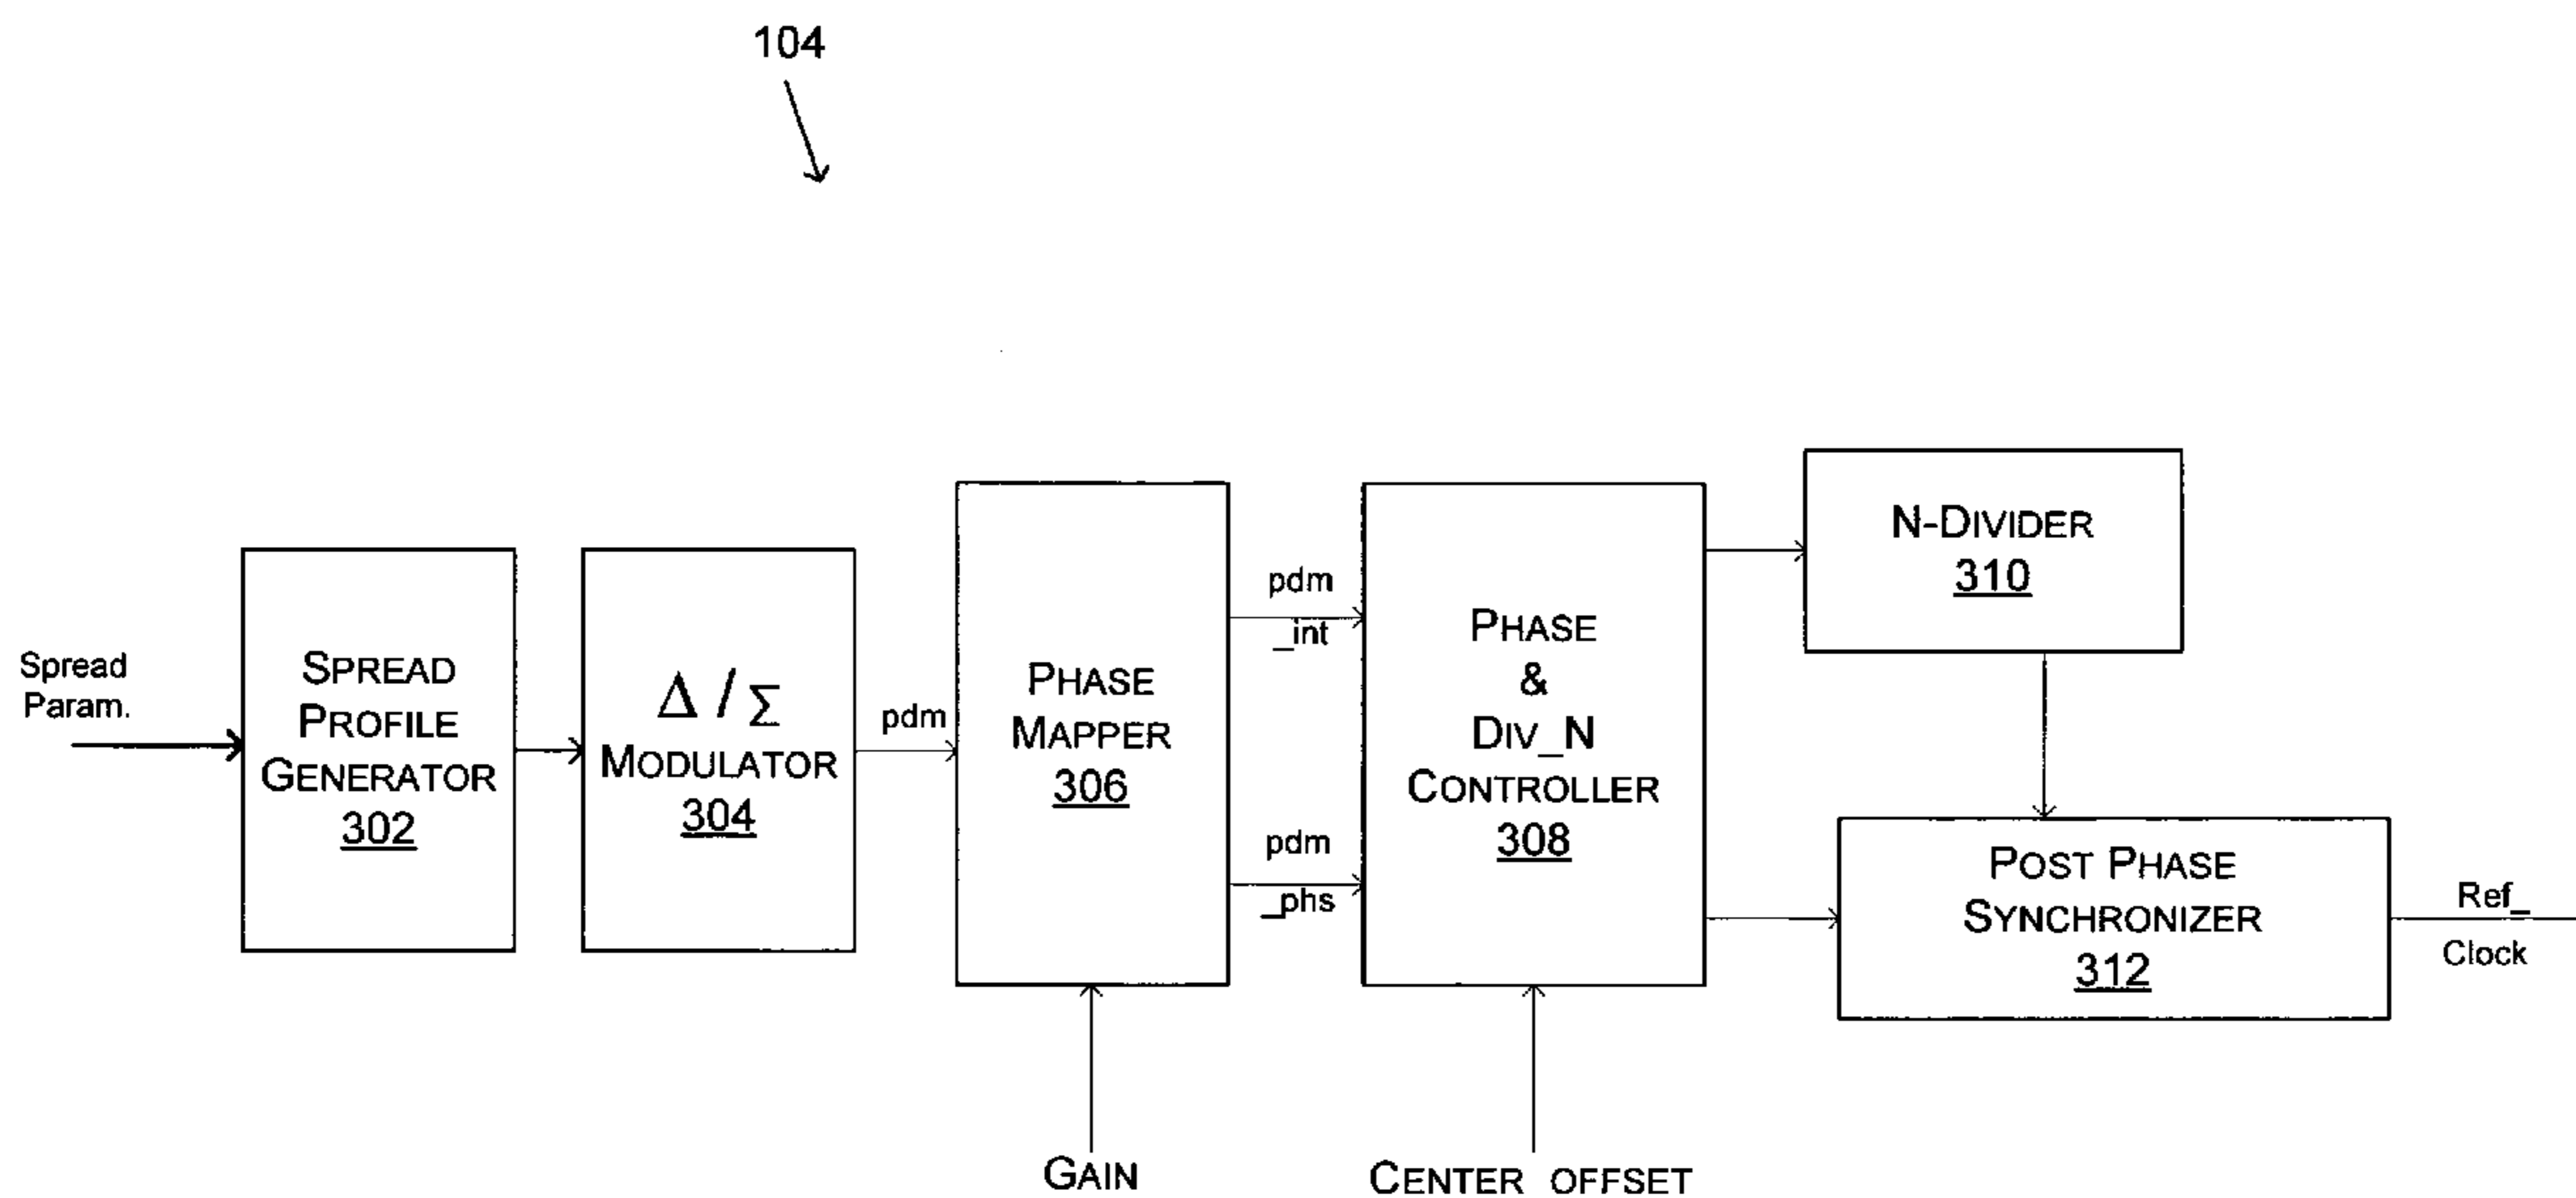 104
Spread
Param.
SPREAD
PROFILE
GENERATOR
302
Δ / Σ
MODULATOR
304
pdm
PHASE
MAPPER
306
GAIN
pdm
_int
pdm
_phs
PHASE
&
DIV_N
CONTROLLER
308
CENTER OFFSET
N-DIVIDER
310
POST PHASE
SYNCHRONIZER
312
Ref_
Clock